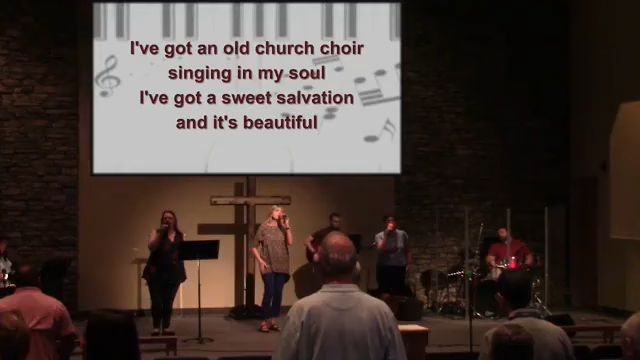 I've got an old church choir
singing in my soul
I've got a sweet salvation
and it's beautiful